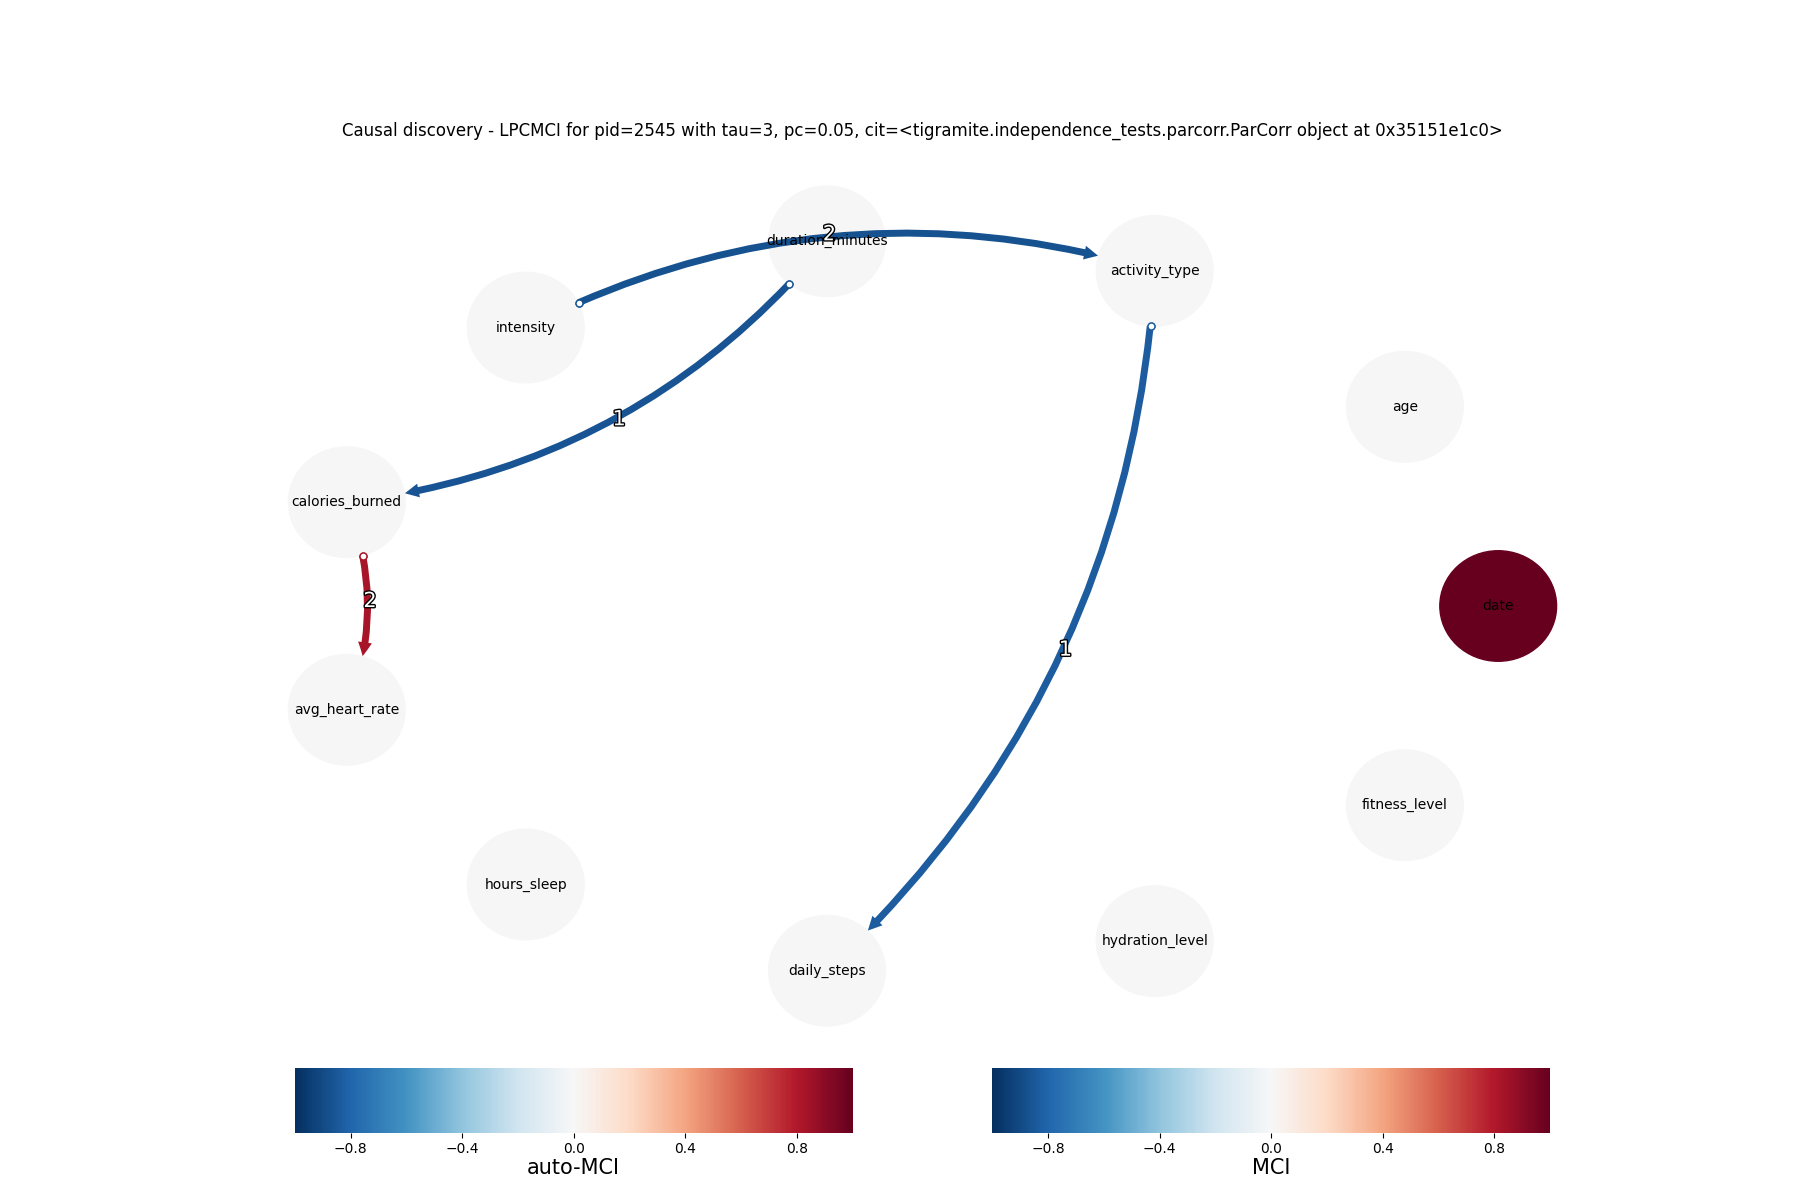 Causal discovery - LPCMCI for pid=2545 with tau=3, pc=0.05, cit=<tigramite.independence_tests.parcorr.ParCorr object at 0x35151e1c0>
2
duration_minutes
activity_type
intensity
age
1
calories_burned
2
date
1
avg_heart_rate
fitness_level
hours_sleep
hydration_level
daily_steps
−0.8 −0.4 0.0 0.4 0.8
auto-MCI
−0.8 −0.4 0.0 0.4 0.8
MCI